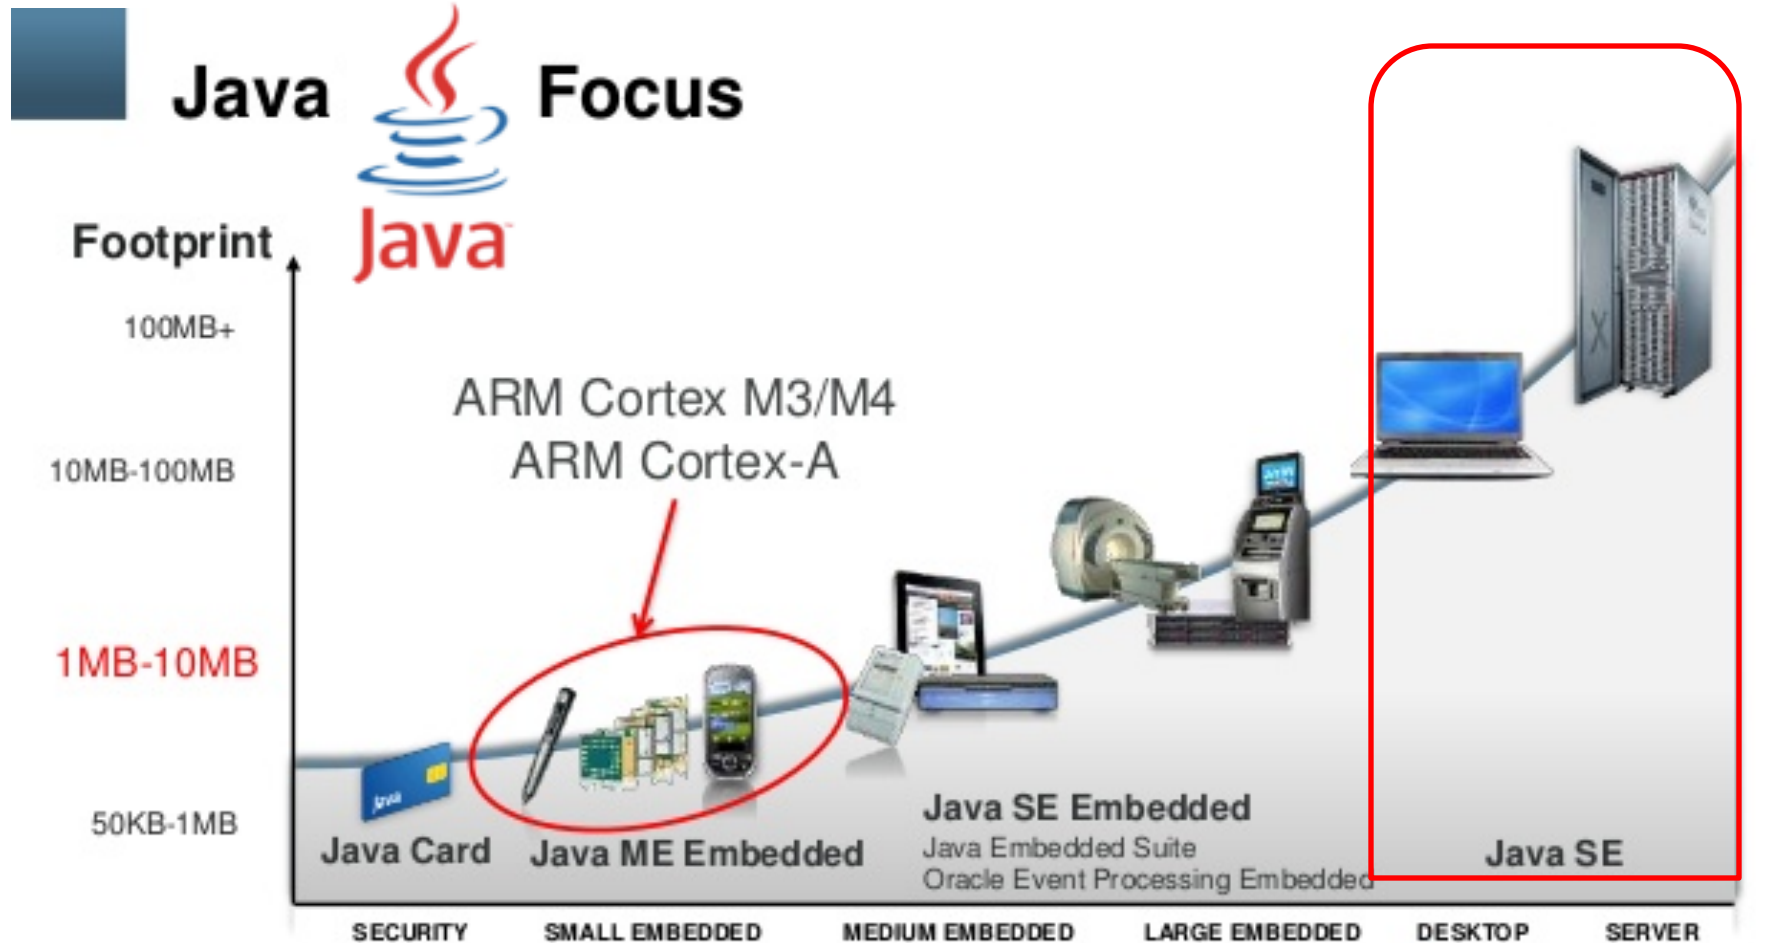 Java Focus
Java
Footprint
100MB+
10MB-100MB
1MB-10MB
50KB-1MB
ARM Cortex M3/M4
ARM Cortex-A
Java
Java Card
Java ME Embedded
Java SE Embedded
Java Embedded Suite
Oracle Event Processing Embedded
Java SE
X
SECURITY
SMALL EMBEDDED
MEDIUM EMBEDDED
LARGE EMBEDDED
DESKTOP
SERVER